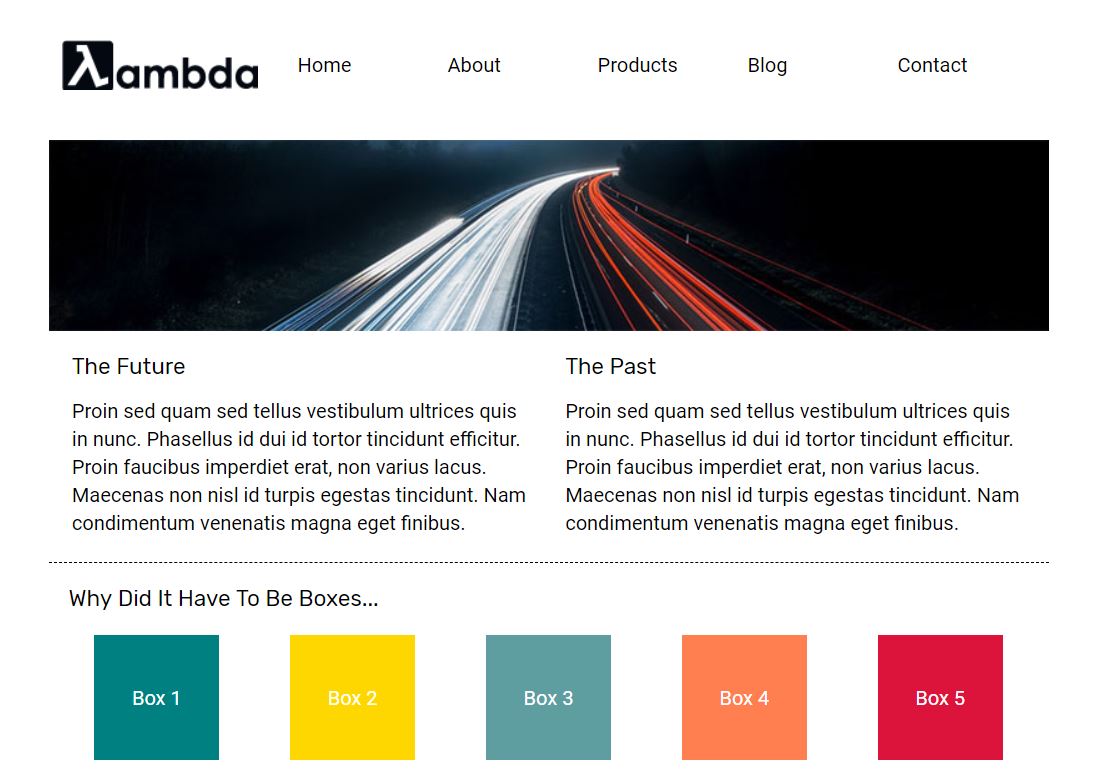 λambda
Home About Products Blog Contact
The Future
Proin sed quam sed tellus vestibulum ultrices quis
in nunc. Phasellus id dui id tortor tincidunt efficitur.
Proin faucibus imperdiet erat, non varius lacus.
Maecenas non nisl id turpis egestas tincidunt. Nam
condimentum venenatis magna eget finibus.
The Past
Proin sed quam sed tellus vestibulum ultrices quis
in nunc. Phasellus id dui id tortor tincidunt efficitur.
Proin faucibus imperdiet erat, non varius lacus.
Maecenas non nisl id turpis egestas tincidunt. Nam
condimentum venenatis magna eget finibus.
Why Did It Have To Be Boxes...
Box 1 Box 2 Box 3 Box 4 Box 5